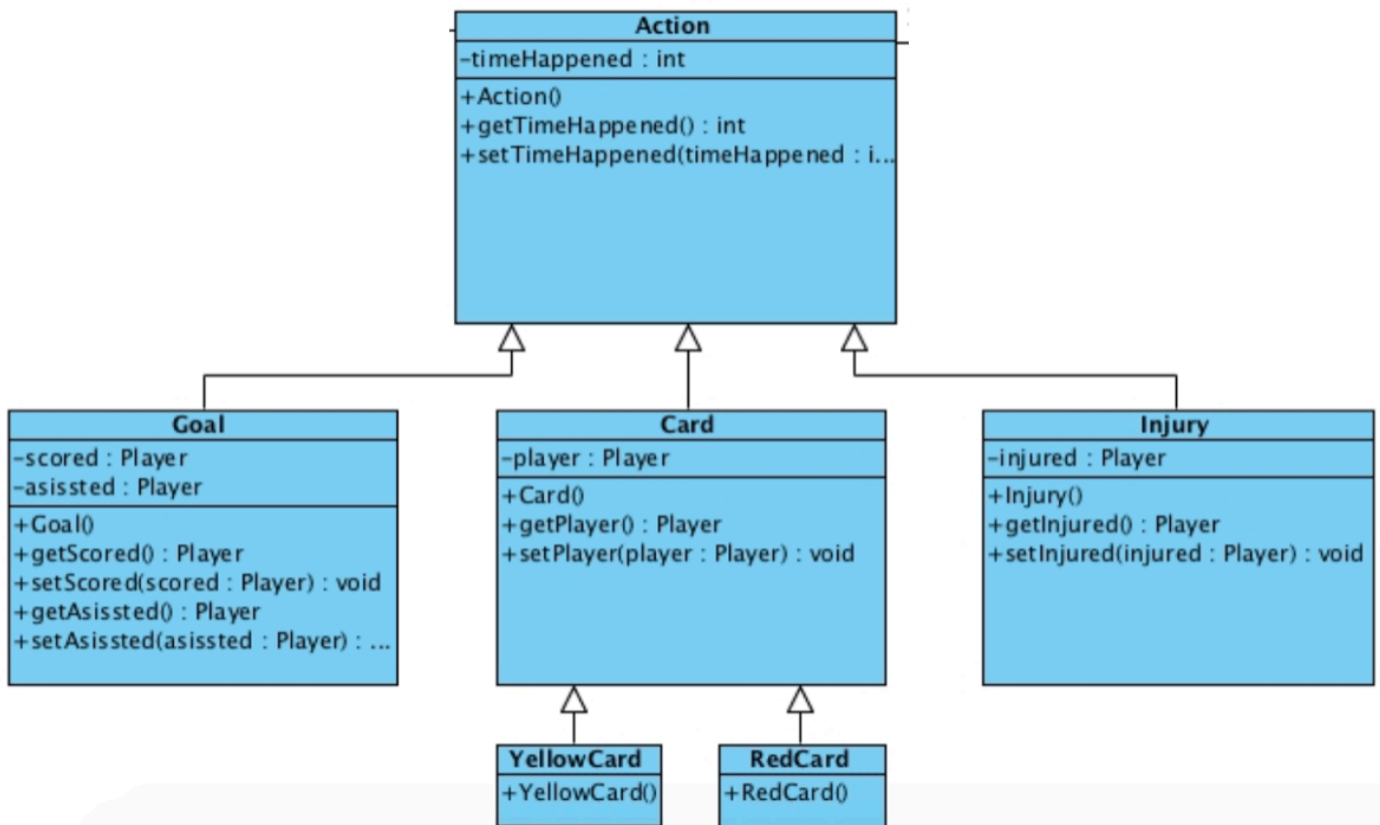 Action
-timeHappened : int
+Action()
+getTimeHappened() : int
+setTimeHappened(timeHappened : i...
Goal
-scored : Player
-asissted : Player
+Goal()
+getScored() : Player
+setScored(scored : Player) : void
+getAsissted() : Player
+setAsissted(asissted : Player) : ...
Card
-player : Player
+Card()
+getPlayer() : Player
+setPlayer(player : Player) : void
Injury
-injured : Player
+Injury()
+getInjured() : Player
+setInjured(injured : Player) : void
YellowCard
+YellowCard()
RedCard
+RedCard()